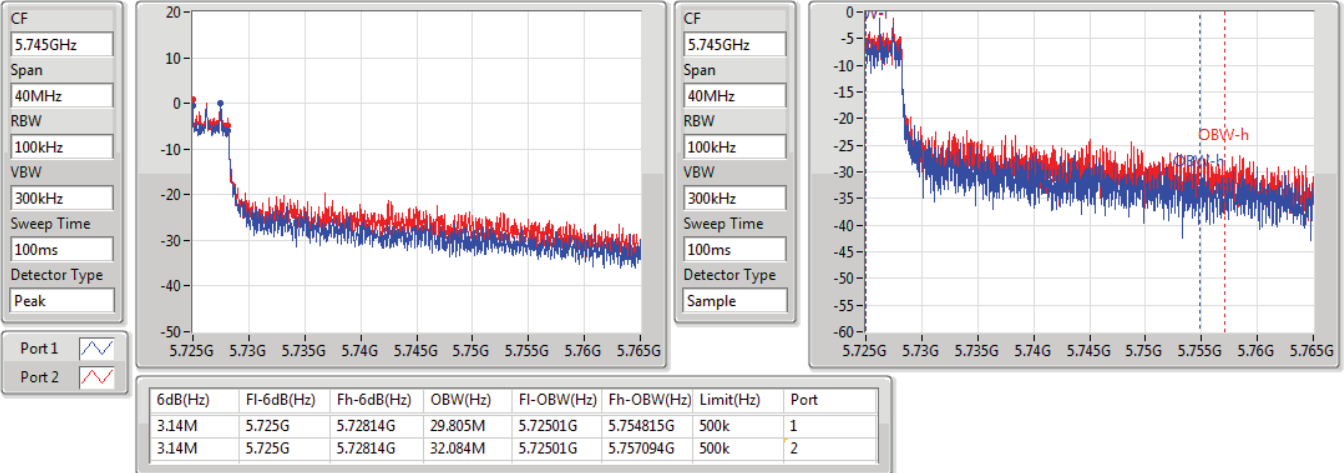 CF
5.745GHz
Span
40MHz
RBW
100kHz
VBW
300kHz
Sweep Time
100ms
Detector Type
Peak
Port 1
Port 2
20
10
0
-10
-20
-30
-40
-50
5.725G 5.73G 5.735G 5.74G 5.745G 5.75G 5.755G 5.76G 5.765G
CF
5.745GHz
Span
40MHz
RBW
100kHz
VBW
300kHz
Sweep Time
100ms
Detector Type
Sample
0
-5
-10
-15
-20
-25
-30
-35
-40
-45
-50
-55
-60
OBW-h
OBW-h
5.725G 5.73G 5.735G 5.74G 5.745G 5.75G 5.755G 5.76G 5.765G
6dB(Hz) Fl-6dB(Hz) Fh-6dB(Hz) OBW(Hz) Fl-OBW(Hz) Fh-OBW(Hz) Limit(Hz) Port
3.14M 5.725G 5.72814G 29.805M 5.72501G 5.754815G 500k 1
3.14M 5.725G 5.72814G 32.084M 5.72501G 5.757094G 500k 2